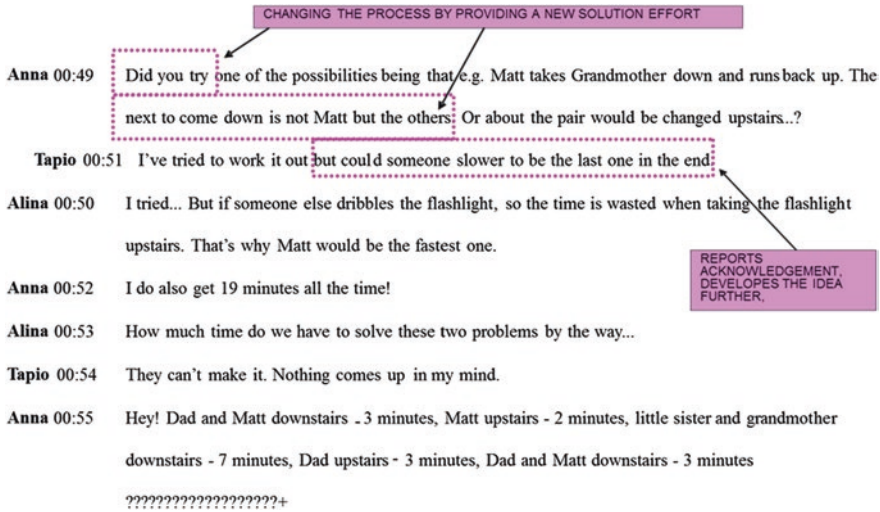 CHANGING THE PROCESS BY PROVIDING A NEW SOLUTION EFFORT
Anna 00:49 Did you try one of the possibilities being that e.g. Matt takes Grandmother down and runs back up. The
next to come down is not Matt but the others. Or about the pair would be changed upstairs...?
Tapio 00:51 I've tried to work it out but could someone slower to be the last one in the end
Alina 00:50 I tried... But if someone else dribbles the flashlight, so the time is wasted when taking the flashlight
upstairs. That's why Matt would be the fastest one.
REPORTS
ACKNOWLEDGEMENT,
DEVELOPES THE IDEA
FURTHER,
Anna 00:52 I do also get 19 minutes all the time!
Alina 00:53 How much time do we have to solve these two problems by the way...
Tapio 00:54 They can't make it. Nothing comes up in my mind.
Anna 00:55 Hey! Dad and Matt downstairs - 3 minutes, Matt upstairs - 2 minutes, little sister and grandmother
downstairs - 7 minutes, Dad upstairs - 3 minutes, Dad and Matt downstairs - 3 minutes
???????????????????+